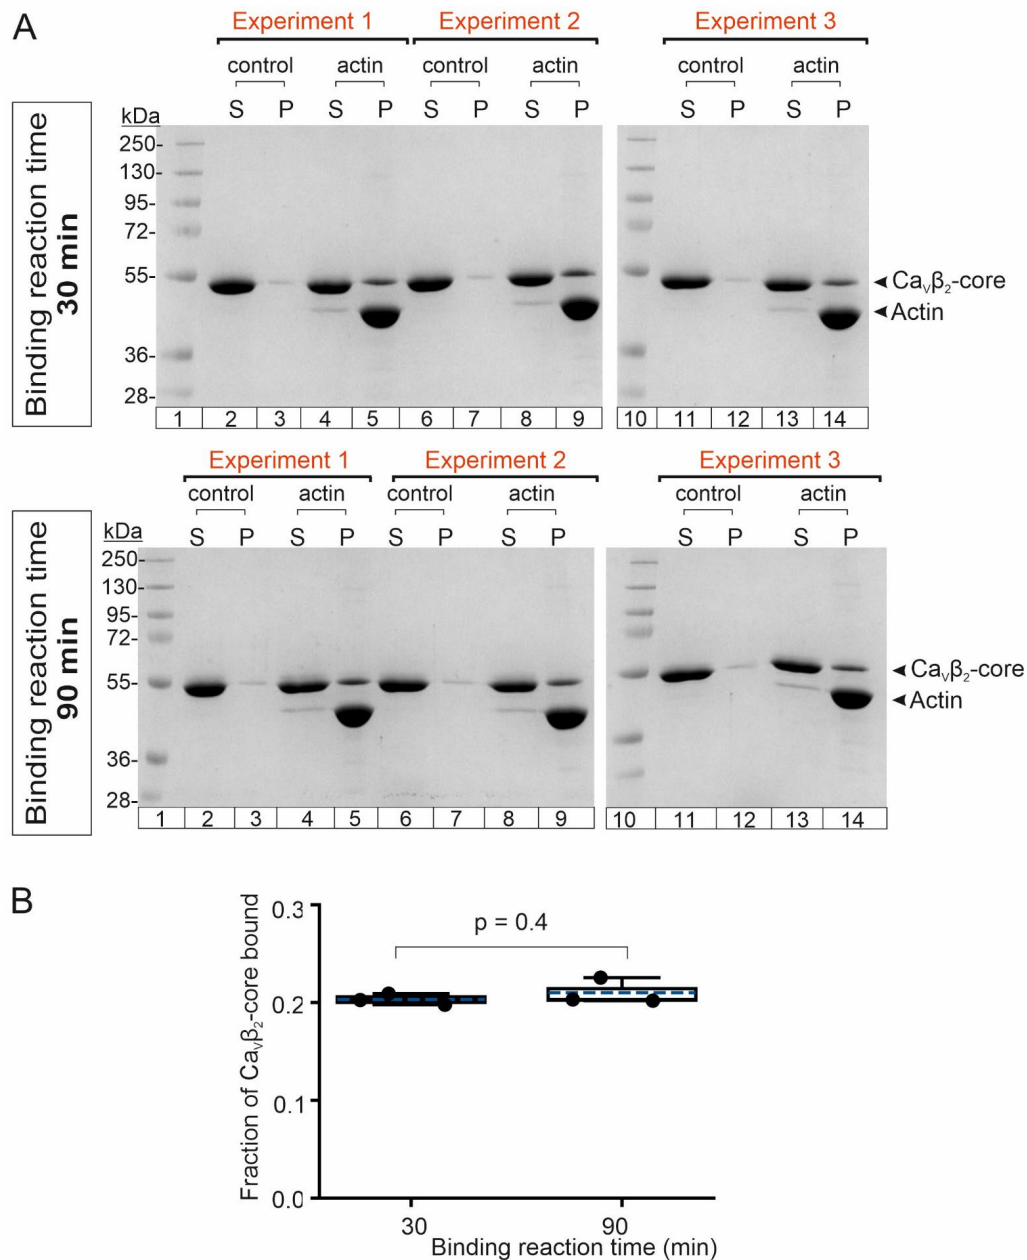 A
Experiment 1 Experiment 2 Experiment 3
control actin control actin control actin
S P S P S P S P S P S P
Binding reaction time
30 min
kDa
250-
130-
95-
72-
55-
36-
28-
Caᵥβ₂-core
Actin
1 2 3 4 5 6 7 8 9 10 11 12 13 14
Experiment 1 Experiment 2 Experiment 3
control actin control actin control actin
S P S P S P S P S P S P
Binding reaction time
90 min
kDa
250-
130-
95-
72-
55-
36-
28-
Caᵥβ₂-core
Actin
1 2 3 4 5 6 7 8 9 10 11 12 13 14
B
Fraction of Caᵥβ₂-core bound
0.3
0.2
0.1
0.0
p = 0.4
30 90
Binding reaction time (min)